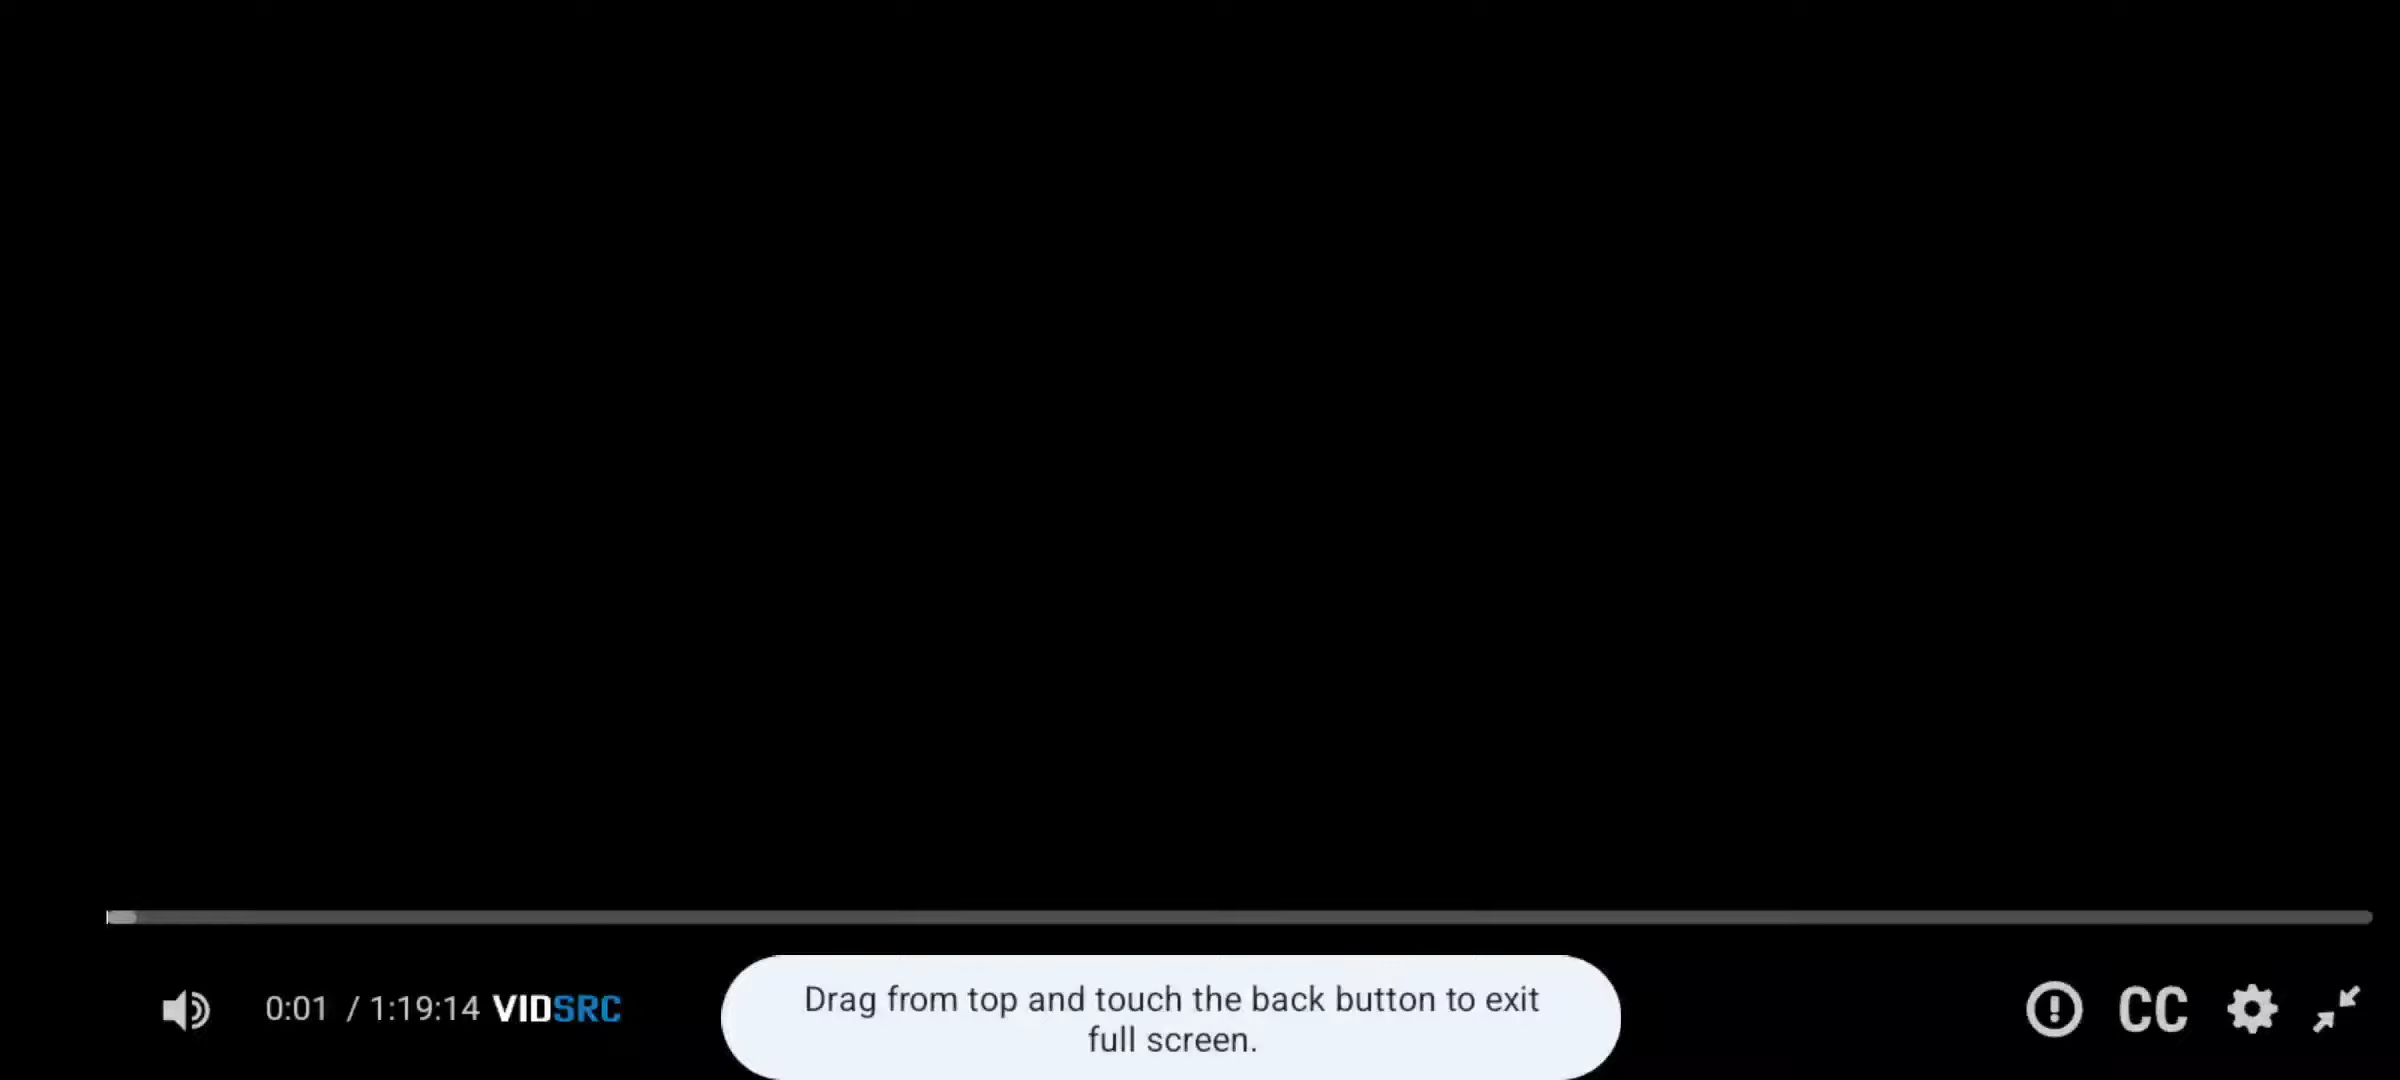 0:01 / 1:19:14 VIDSRC
Drag from top and touch the back button to exit
full screen.
CC